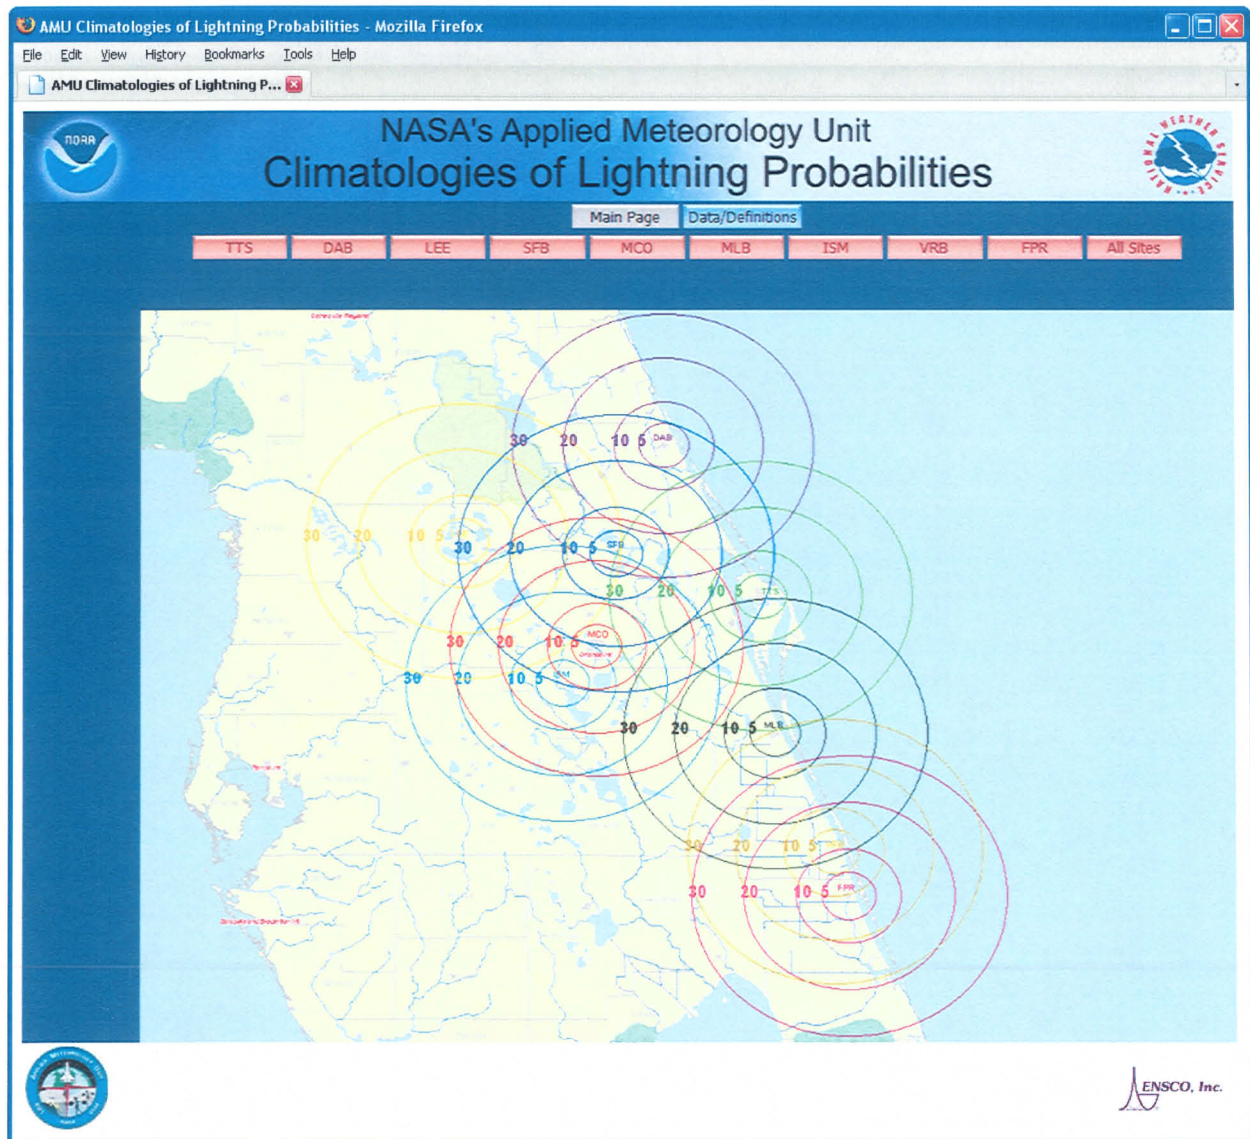 AMU Climatologies of Lightning Probabilities - Mozilla Firefox
File Edit View History Bookmarks Tools Help
AMU Climatologies of Lightning P...
NOAA
NASA's Applied Meteorology Unit
Climatologies of Lightning Probabilities
NATIONAL WEATHER SERVICE
Main Page Data/Definitions
TTS DAB LEE SFB MCO MLB ISM VRB FPR All Sites
30 20 10 5 DAB
30 20 10 5
30 20 10 5 SFB
30 20 10 5 TTS
30 20 10 5 MCO
30 20 10 5
30 20 10 5 MLB
30 20 10 5
30 20 10 5 FPR
APPLIED METEOROLOGY UNIT
ENSCO, Inc.